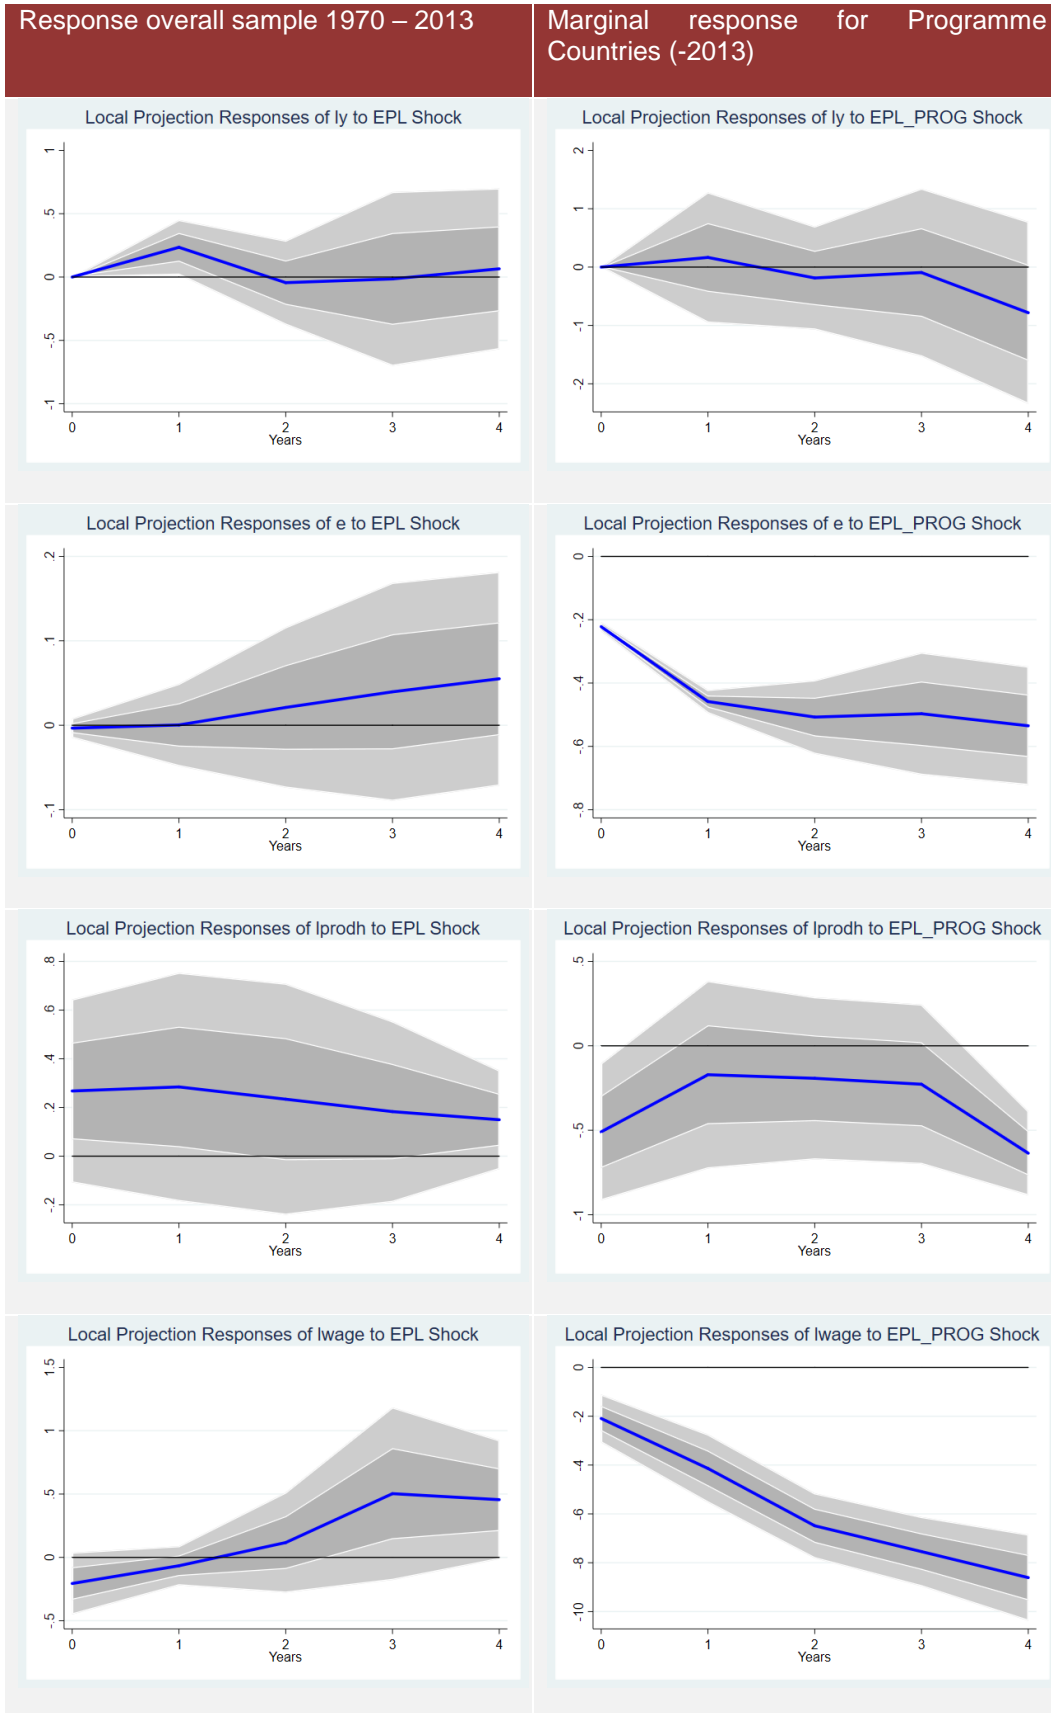 Response overall sample 1970 – 2013
Marginal response for Programme
Countries (-2013)
Local Projection Responses of ly to EPL Shock
1
.5
0
-.5
-1
0 1 2 3 4
Years
Local Projection Responses of ly to EPL_PROG Shock
2
1
0
-1
-2
0 1 2 3 4
Years
Local Projection Responses of e to EPL Shock
.2
.1
0
-.1
0 1 2 3 4
Years
Local Projection Responses of e to EPL_PROG Shock
0
-.2
-.4
-.6
-.8
0 1 2 3 4
Years
Local Projection Responses of lprodh to EPL Shock
.8
.6
.4
.2
0
-.2
0 1 2 3 4
Years
Local Projection Responses of lprodh to EPL_PROG Shock
.5
0
-.5
-1
0 1 2 3 4
Years
Local Projection Responses of lwage to EPL Shock
1.5
1
.5
0
-.5
0 1 2 3 4
Years
Local Projection Responses of lwage to EPL_PROG Shock
0
-2
-4
-6
-8
-10
0 1 2 3 4
Years